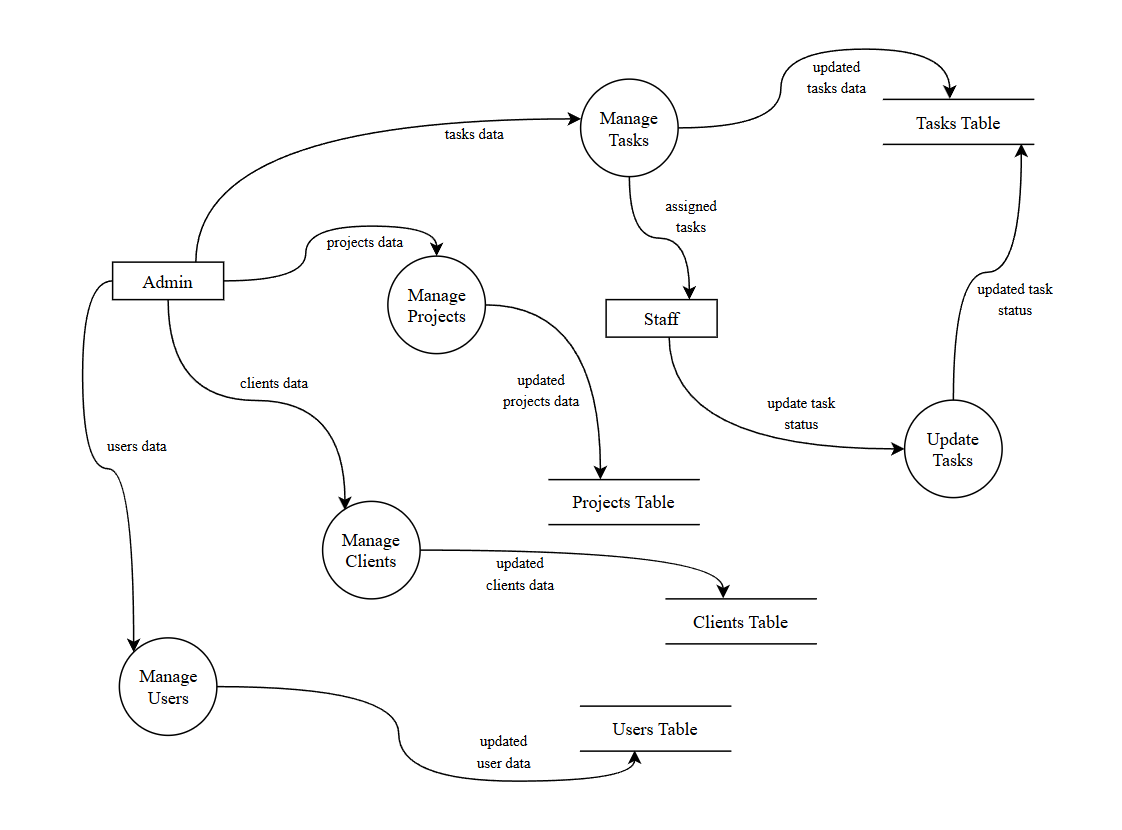 updated
tasks data
Manage
Tasks
tasks data
Tasks Table
assigned
tasks
projects data
Admin
Manage
Projects
Staff
updated task
status
clients data
updated
projects data
update task
status
users data
Update
Tasks
Projects Table
Manage
Clients
updated
clients data
Clients Table
Manage
Users
Users Table
updated
user data